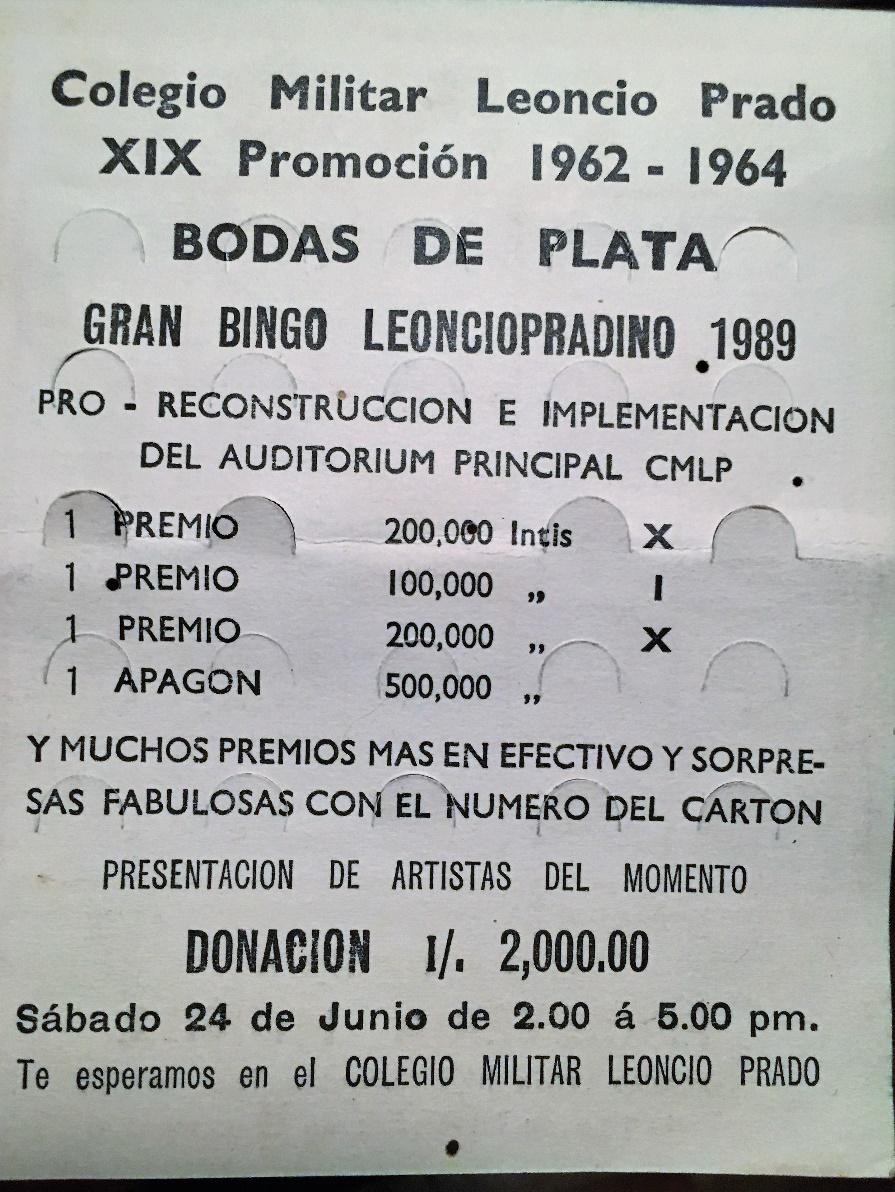 Colegio Militar Leoncio Prado
XIX Promoción 1962 - 1964
BODAS DE PLATA
GRAN BINGO LEONCIOPRADINO 1989
PRO - RECONSTRUCCION E IMPLEMENTACION
DEL AUDITORIUM PRINCIPAL CMLP
1 PREMIO 200,000 Intis X
1 PREMIO 100,000 ,, I
1 PREMIO 200,000 ,, X
1 APAGON 500,000 ,,
Y MUCHOS PREMIOS MAS EN EFECTIVO Y SORPRE-
SAS FABULOSAS CON EL NUMERO DEL CARTON
PRESENTACION DE ARTISTAS DEL MOMENTO
DONACION I/. 2,000.00
Sábado 24 de Junio de 2.00 á 5.00 pm.
Te esperamos en el COLEGIO MILITAR LEONCIO PRADO